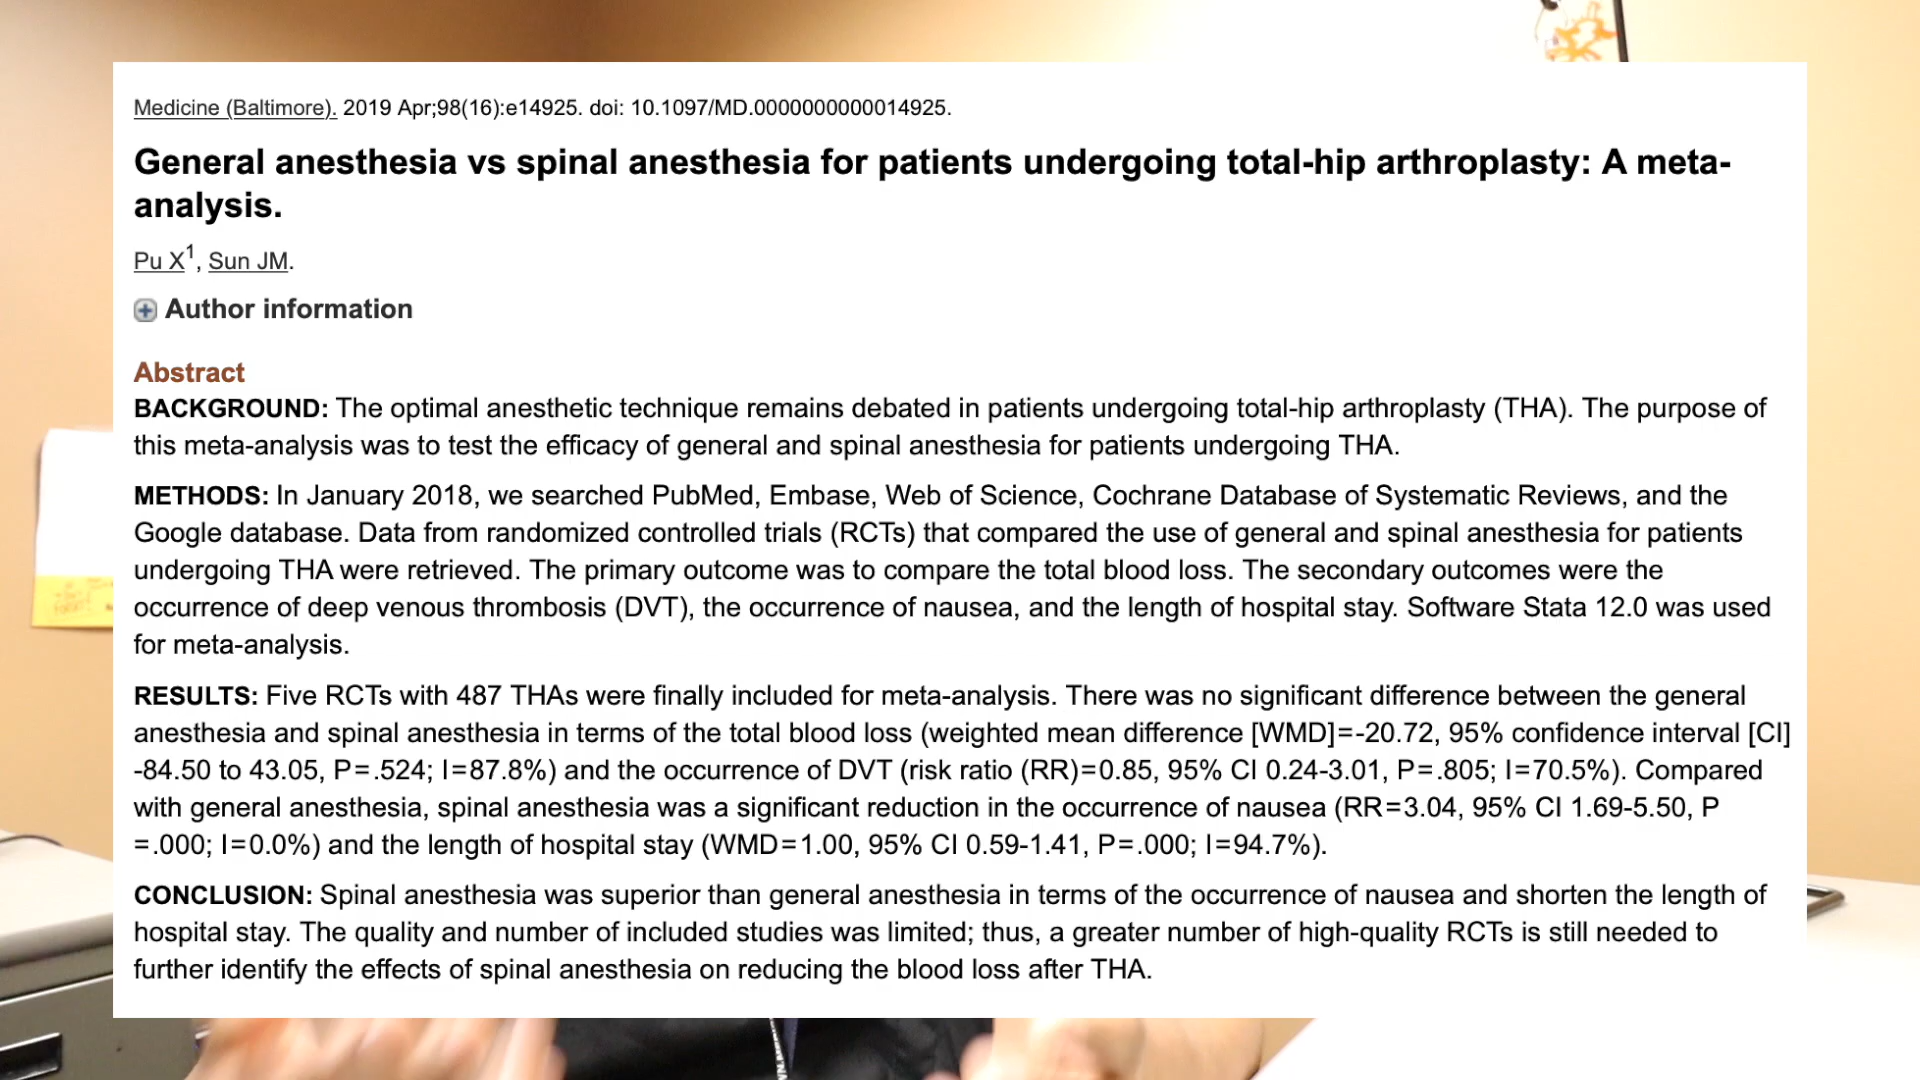 Medicine (Baltimore). 2019 Apr;98(16):e14925. doi: 10.1097/MD.0000000000014925.
General anesthesia vs spinal anesthesia for patients undergoing total-hip arthroplasty: A meta-
analysis.
Pu X1, Sun JM.
Author information
Abstract
BACKGROUND: The optimal anesthetic technique remains debated in patients undergoing total-hip arthroplasty (THA). The purpose of
this meta-analysis was to test the efficacy of general and spinal anesthesia for patients undergoing THA.
METHODS: In January 2018, we searched PubMed, Embase, Web of Science, Cochrane Database of Systematic Reviews, and the
Google database. Data from randomized controlled trials (RCTs) that compared the use of general and spinal anesthesia for patients
undergoing THA were retrieved. The primary outcome was to compare the total blood loss. The secondary outcomes were the
occurrence of deep venous thrombosis (DVT), the occurrence of nausea, and the length of hospital stay. Software Stata 12.0 was used
for meta-analysis.
RESULTS: Five RCTs with 487 THAs were finally included for meta-analysis. There was no significant difference between the general
anesthesia and spinal anesthesia in terms of the total blood loss (weighted mean difference [WMD]=-20.72, 95% confidence interval [CI]
-84.50 to 43.05, P=.524; I=87.8%) and the occurrence of DVT (risk ratio (RR)=0.85, 95% CI 0.24-3.01, P=.805; I=70.5%). Compared
with general anesthesia, spinal anesthesia was a significant reduction in the occurrence of nausea (RR=3.04, 95% CI 1.69-5.50, P
=.000; I=0.0%) and the length of hospital stay (WMD=1.00, 95% CI 0.59-1.41, P=.000; I=94.7%).
CONCLUSION: Spinal anesthesia was superior than general anesthesia in terms of the occurrence of nausea and shorten the length of
hospital stay. The quality and number of included studies was limited; thus, a greater number of high-quality RCTs is still needed to
further identify the effects of spinal anesthesia on reducing the blood loss after THA.